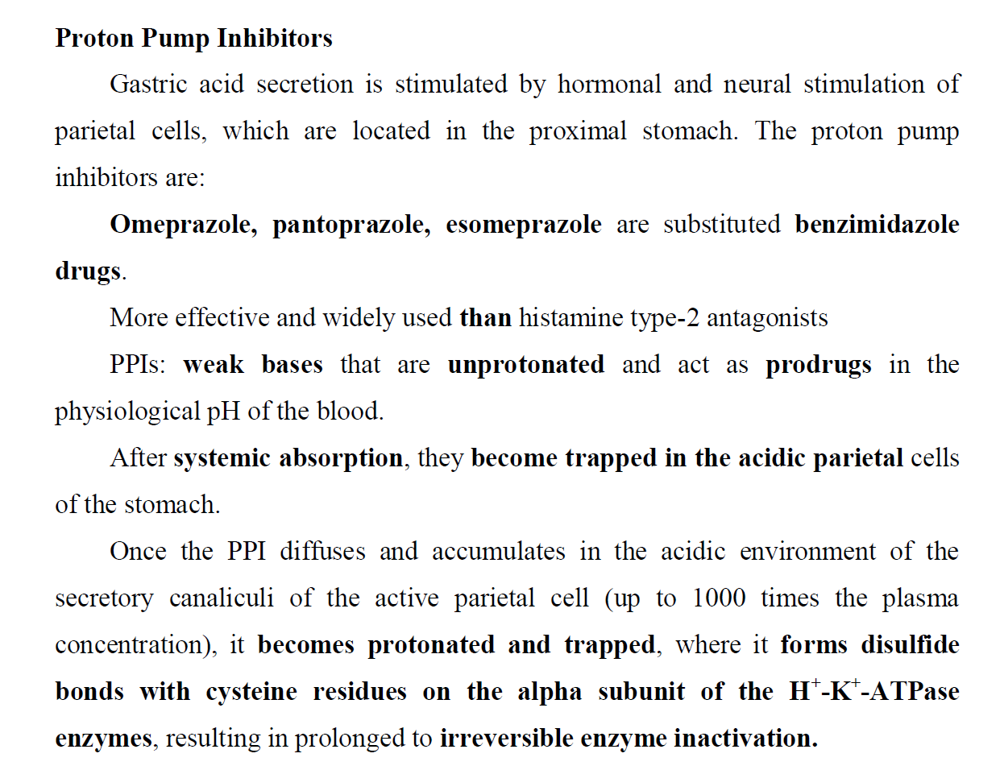 Proton Pump Inhibitors
Gastric acid secretion is stimulated by hormonal and neural stimulation of
parietal cells, which are located in the proximal stomach. The proton pump
inhibitors are:
Omeprazole, pantoprazole, esomeprazole are substituted benzimidazole
drugs.
More effective and widely used than histamine type-2 antagonists
PPIs: weak bases that are unprotonated and act as prodrugs in the
physiological pH of the blood.
After systemic absorption, they become trapped in the acidic parietal cells
of the stomach.
Once the PPI diffuses and accumulates in the acidic environment of the
secretory canaliculi of the active parietal cell (up to 1000 times the plasma
concentration), it becomes protonated and trapped, where it forms disulfide
bonds with cysteine residues on the alpha subunit of the H⁺-K⁺-ATPase
enzymes, resulting in prolonged to irreversible enzyme inactivation.